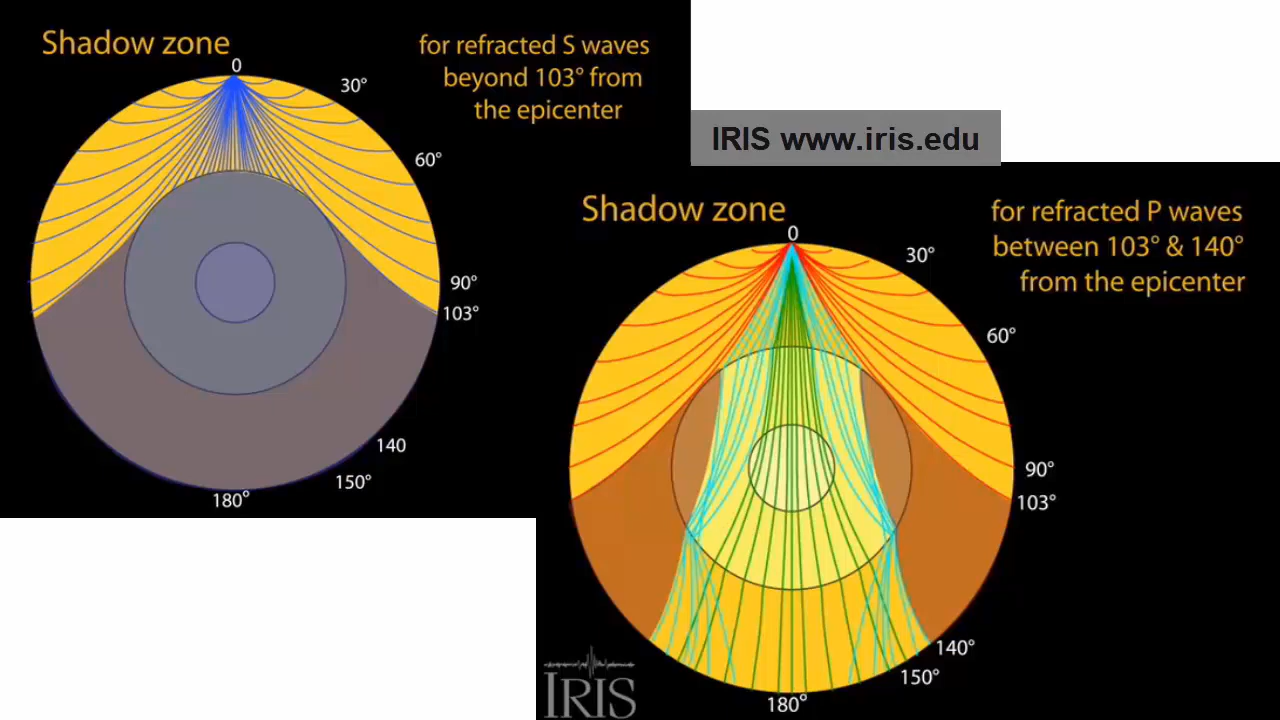 Shadow zone
for refracted S waves
beyond 103° from
the epicenter
0
30°
60°
90°
103°
140
150°
180°
IRIS www.iris.edu
Shadow zone
for refracted P waves
between 103° & 140°
from the epicenter
0
30°
60°
90°
103°
140°
150°
180°
IRIS